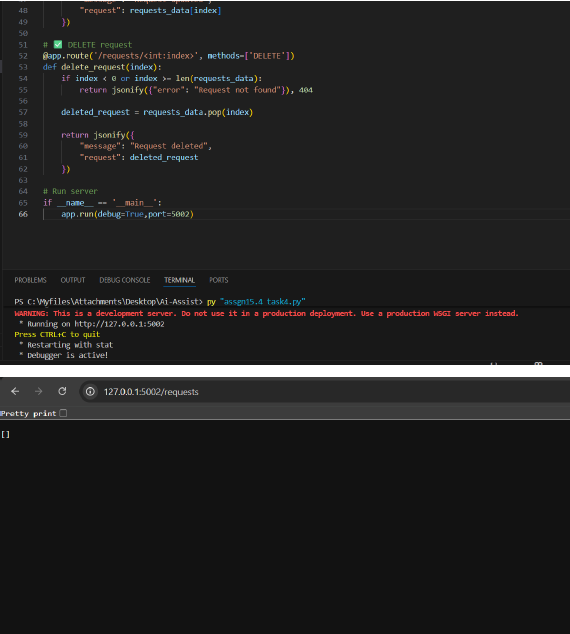 48 "request": requests_data[index]
49 })
50
51 # ✅ DELETE request
52 @app.route('/requests/<int:index>', methods=['DELETE'])
53 def delete_request(index):
54 if index < 0 or index >= len(requests_data):
55 return jsonify({"error": "Request not found"}), 404
56
57 deleted_request = requests_data.pop(index)
58
59 return jsonify({
60 "message": "Request deleted",
61 "request": deleted_request
62 })
63
64 # Run server
65 if __name__ == '__main__':
66 app.run(debug=True,port=5002)
PROBLEMS OUTPUT DEBUG CONSOLE TERMINAL PORTS
PS C:\Myfiles\Attachments\Desktop\Ai-Assist> py "assgn15.4 task4.py"
WARNING: This is a development server. Do not use it in a production deployment. Use a production WSGI server instead.
* Running on http://127.0.0.1:5002
Press CTRL+C to quit
* Restarting with stat
* Debugger is active!
127.0.0.1:5002/requests
Pretty print
[]